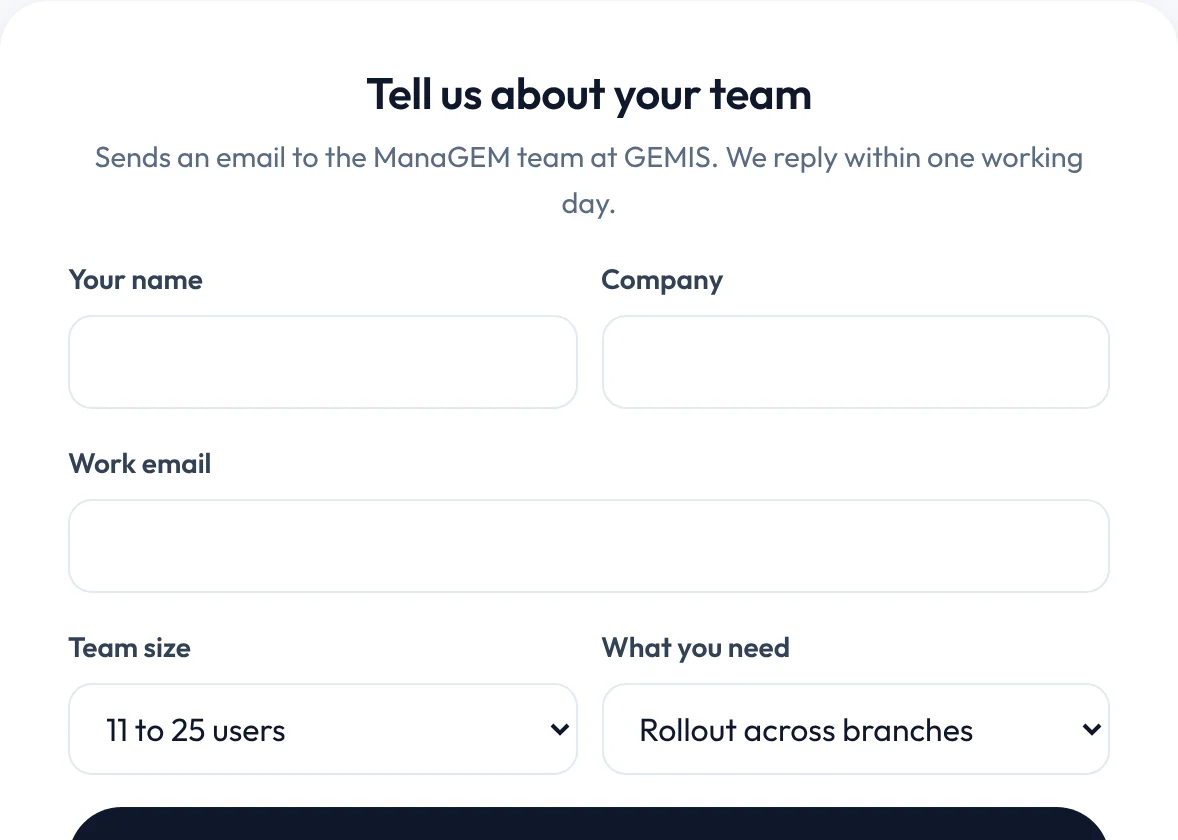 Tell us about your team
Sends an email to the ManaGEM team at GEMIS. We reply within one working
day.
Your name
Company
Work email
Team size
What you need
11 to 25 users
Rollout across branches